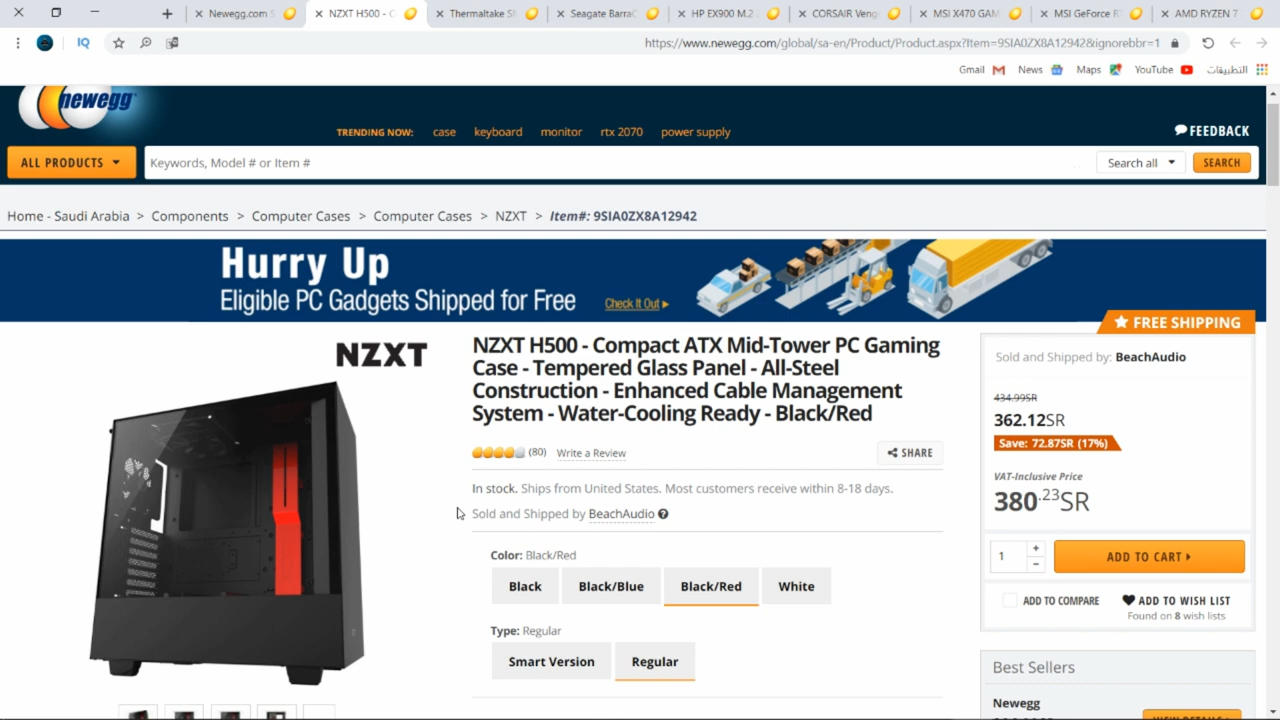 Newegg.com S
NZXT H500 - C
Thermaltake S
Seagate BarraC
HP EX900 M.2
CORSAIR Veng
MSI X470 GAM
MSI GeForce R
AMD RYZEN 7
IQ
https://www.newegg.com/global/sa-en/Product/Product.aspx?Item=9SIA0ZX8A12942&ignorebbr=1
Gmail
News
Maps
YouTube
التطبيقات
newegg
TRENDING NOW: case keyboard monitor rtx 2070 power supply
FEEDBACK
ALL PRODUCTS
Keywords, Model # or Item #
Search all
SEARCH
Home - Saudi Arabia > Components > Computer Cases > Computer Cases > NZXT > Item#: 9SIA0ZX8A12942
Hurry Up
Eligible PC Gadgets Shipped for Free
Check It Out
FREE SHIPPING
NZXT
NZXT H500 - Compact ATX Mid-Tower PC Gaming
Case - Tempered Glass Panel - All-Steel
Construction - Enhanced Cable Management
System - Water-Cooling Ready - Black/Red
(80) Write a Review
SHARE
In stock. Ships from United States. Most customers receive within 8-18 days.
Sold and Shipped by BeachAudio
Color: Black/Red
Black
Black/Blue
Black/Red
White
Type: Regular
Smart Version
Regular
Sold and Shipped by: BeachAudio
434.99SR
362.12SR
Save: 72.87SR (17%)
VAT-Inclusive Price
380.23SR
1
ADD TO CART
ADD TO COMPARE
ADD TO WISH LIST
Found on 8 wish lists
Best Sellers
Newegg